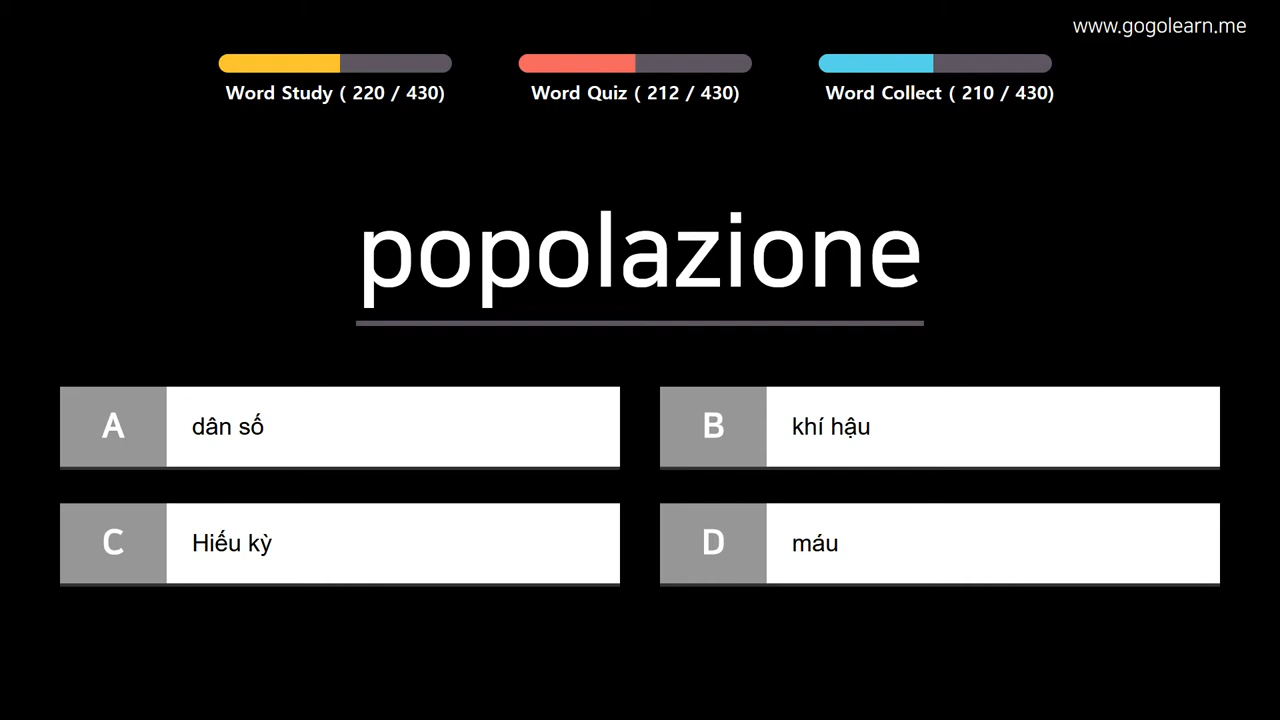 www.gogolearn.me
Word Study ( 220 / 430)
Word Quiz ( 212 / 430)
Word Collect ( 210 / 430)
popolazione
A
dân số
B
khí hậu
C
Hiếu kỳ
D
máu